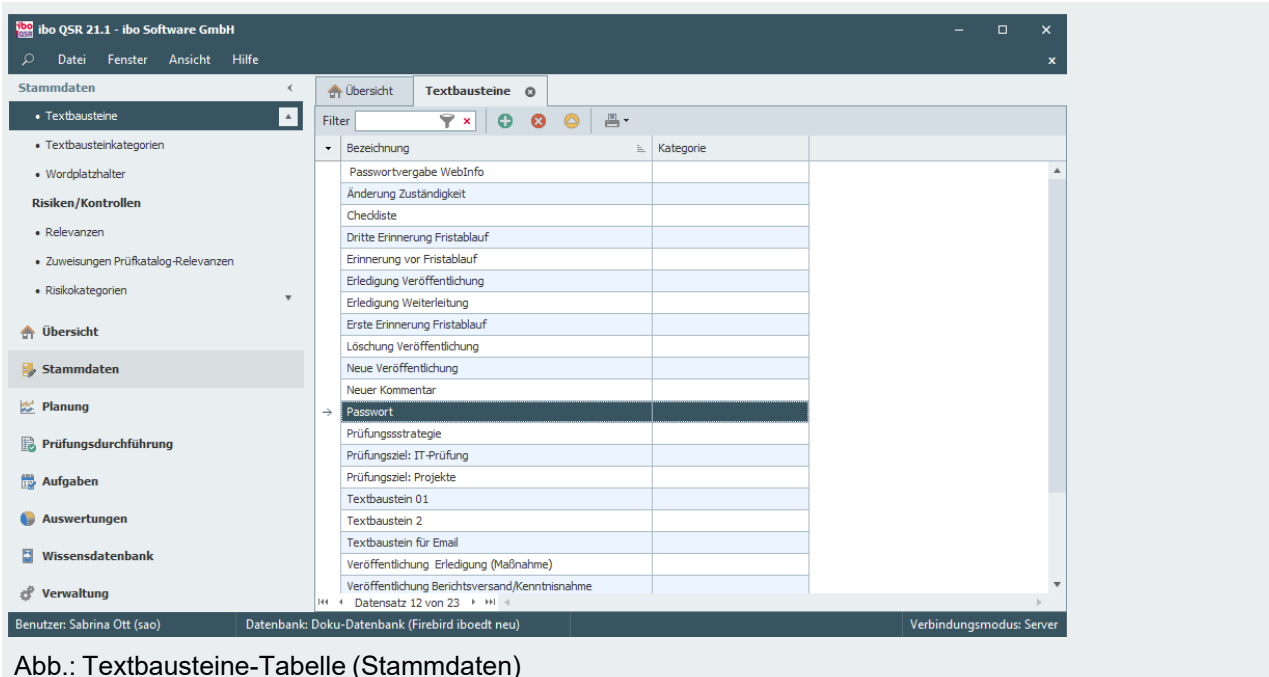 ibo QSR 21.1 - ibo Software GmbH
Datei Fenster Ansicht Hilfe
Stammdaten
Textbausteine
Textbausteinkategorien
Wordplatzhalter
Risiken/Kontrollen
Relevanzen
Zuweisungen Prüfkatalog-Relevanzen
Risikokategorien
Übersicht
Stammdaten
Planung
Prüfungsdurchführung
Aufgaben
Auswertungen
Wissensdatenbank
Verwaltung
Übersicht Textbausteine
Filter
Bezeichnung Kategorie
Passwortvergabe WebInfo
Änderung Zuständigkeit
Checkliste
Dritte Erinnerung Fristablauf
Erinnerung vor Fristablauf
Erledigung Veröffentlichung
Erledigung Weiterleitung
Erste Erinnerung Fristablauf
Löschung Veröffentlichung
Neue Veröffentlichung
Neuer Kommentar
Passwort
Prüfungssstrategie
Prüfungsziel: IT-Prüfung
Prüfungsziel: Projekte
Textbaustein 01
Textbaustein 2
Textbaustein für Email
Veröffentlichung Erledigung (Maßnahme)
Veröffentlichung Berichtsversand/Kenntnisnahme
Datensatz 12 von 23
Benutzer: Sabrina Ott (sao) Datenbank: Doku-Datenbank (Firebird iboedt neu) Verbindungsmodus: Server
Abb.: Textbausteine-Tabelle (Stammdaten)